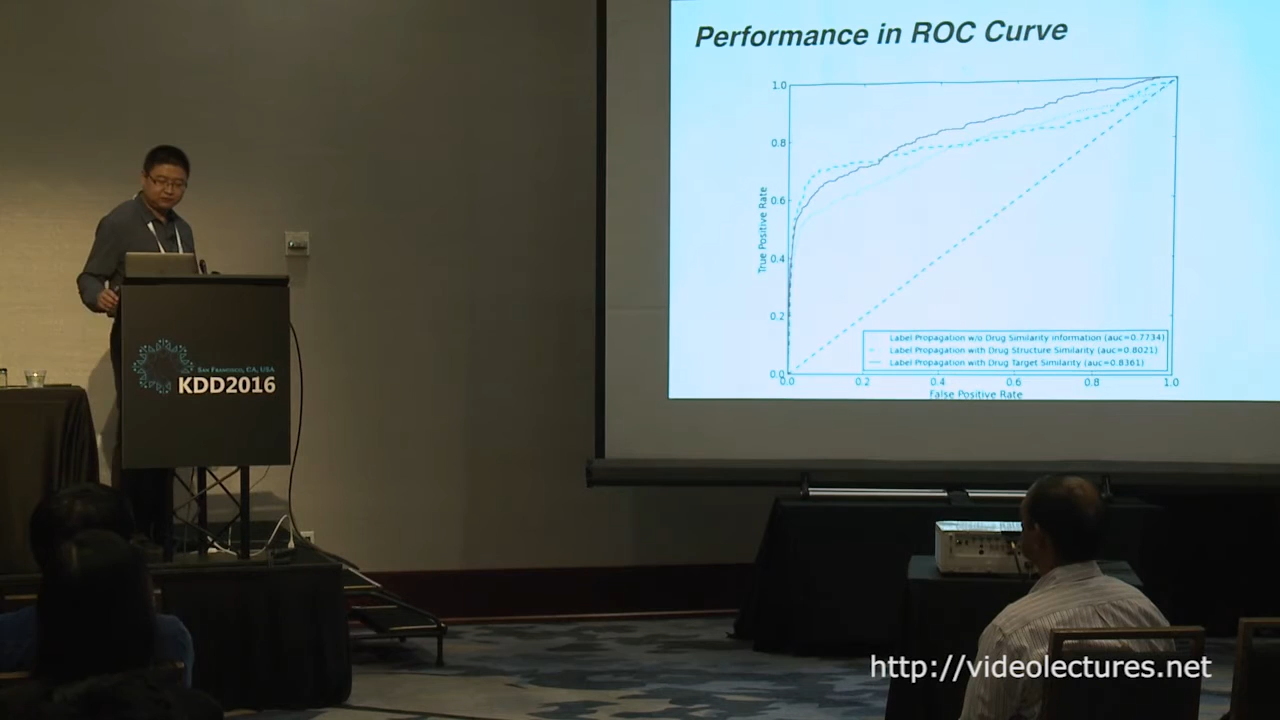 Performance in ROC Curve
1.0
0.8
0.6
0.4
0.2
0.0
True Positive Rate
Label Propagation w/o Drug Similarity information (auc=0.7734)
Label Propagation with Drug Structure Similarity (auc=0.8021)
Label Propagation with Drug Target Similarity (auc=0.8361)
0.0 0.2 0.4 0.6 0.8 1.0
False Positive Rate
SAN FRANCISCO, CA, USA
KDD2016
http://videolectures.net